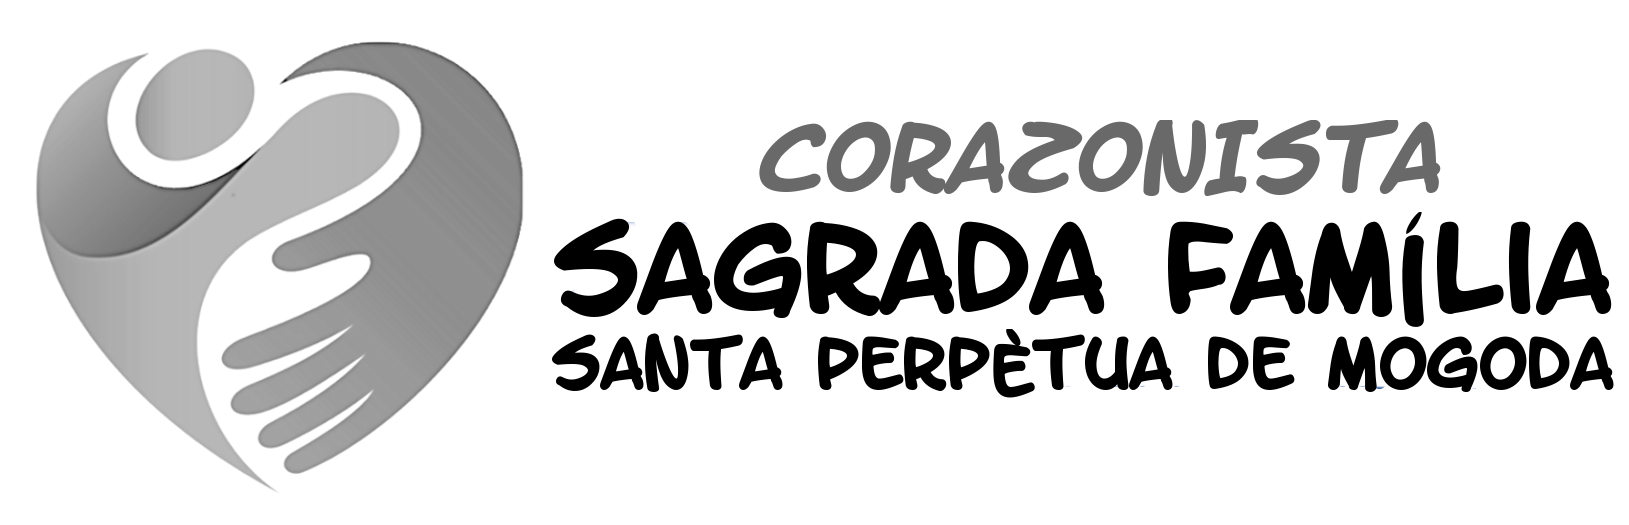 CORAZONISTA
SAGRADA FAMÍLIA
SANTA PERPÈTUA DE MOGODA